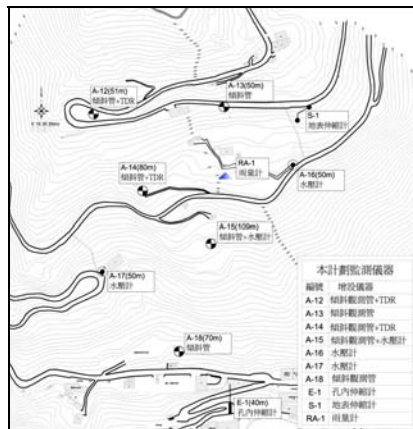 A-12(51m)
傾斜管+TDR
A-13(50m)
傾斜管
S-1
地表伸縮計
RA-1
雨量計
A-14(80m)
傾斜管+TDR
A-16(50m)
水壓計
A-15(109m)
傾斜管+水壓計
A-17(50m)
水壓計
A-18(70m)
傾斜管
E-1(40m)
孔內伸縮計
本計劃監測儀器
編號 增設儀器
A-12 傾斜觀測管+TDR
A-13 傾斜觀測管
A-14 傾斜觀測管+TDR
A-15 傾斜觀測管+水壓計
A-16 水壓計
A-17 水壓計
A-18 傾斜觀測管
E-1 孔內伸縮計
S-1 地表伸縮計
RA-1 雨量計